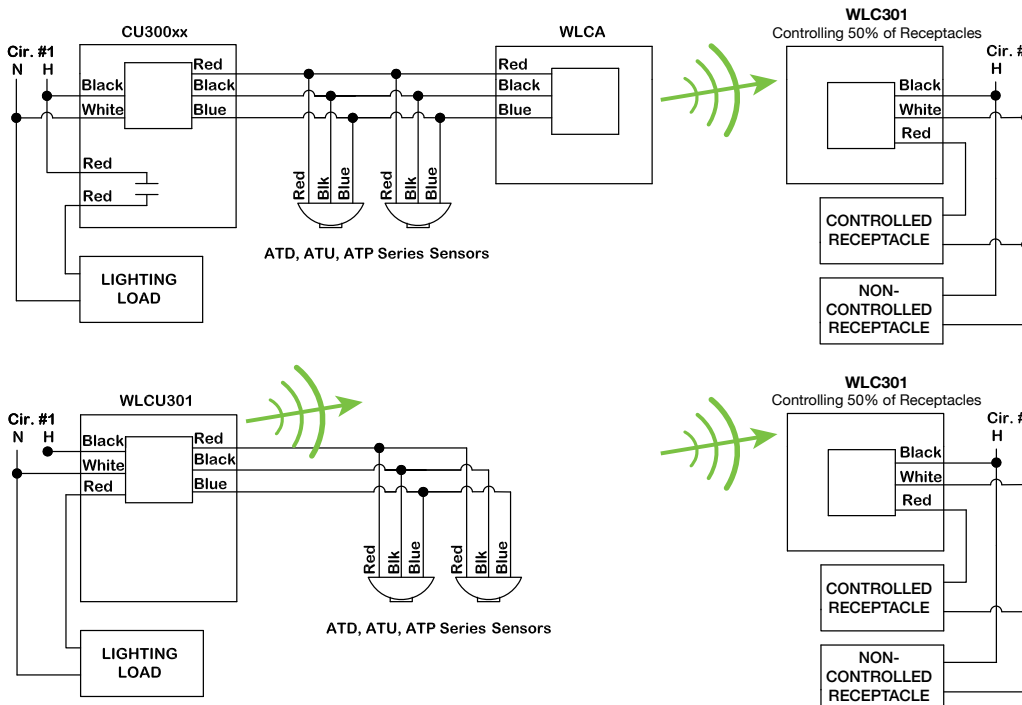 CU300xx
WLCA
WLC301
Controlling 50% of Receptacles
Cir. #1
N H
Black
White
Red
Red
Red
Black
Blue
Red
Black
Blue
Red
Blk
Blue
Red
Blk
Blue
ATD, ATU, ATP Series Sensors
LIGHTING
LOAD
Cir. #
H
Black
White
Red
CONTROLLED
RECEPTACLE
NON-
CONTROLLED
RECEPTACLE
WLCU301
Cir. #1
N H
Black
White
Red
Red
Black
Blue
Red
Blk
Blue
Red
Blk
Blue
ATD, ATU, ATP Series Sensors
LIGHTING
LOAD
WLC301
Controlling 50% of Receptacles
Cir. #
H
Black
White
Red
CONTROLLED
RECEPTACLE
NON-
CONTROLLED
RECEPTACLE